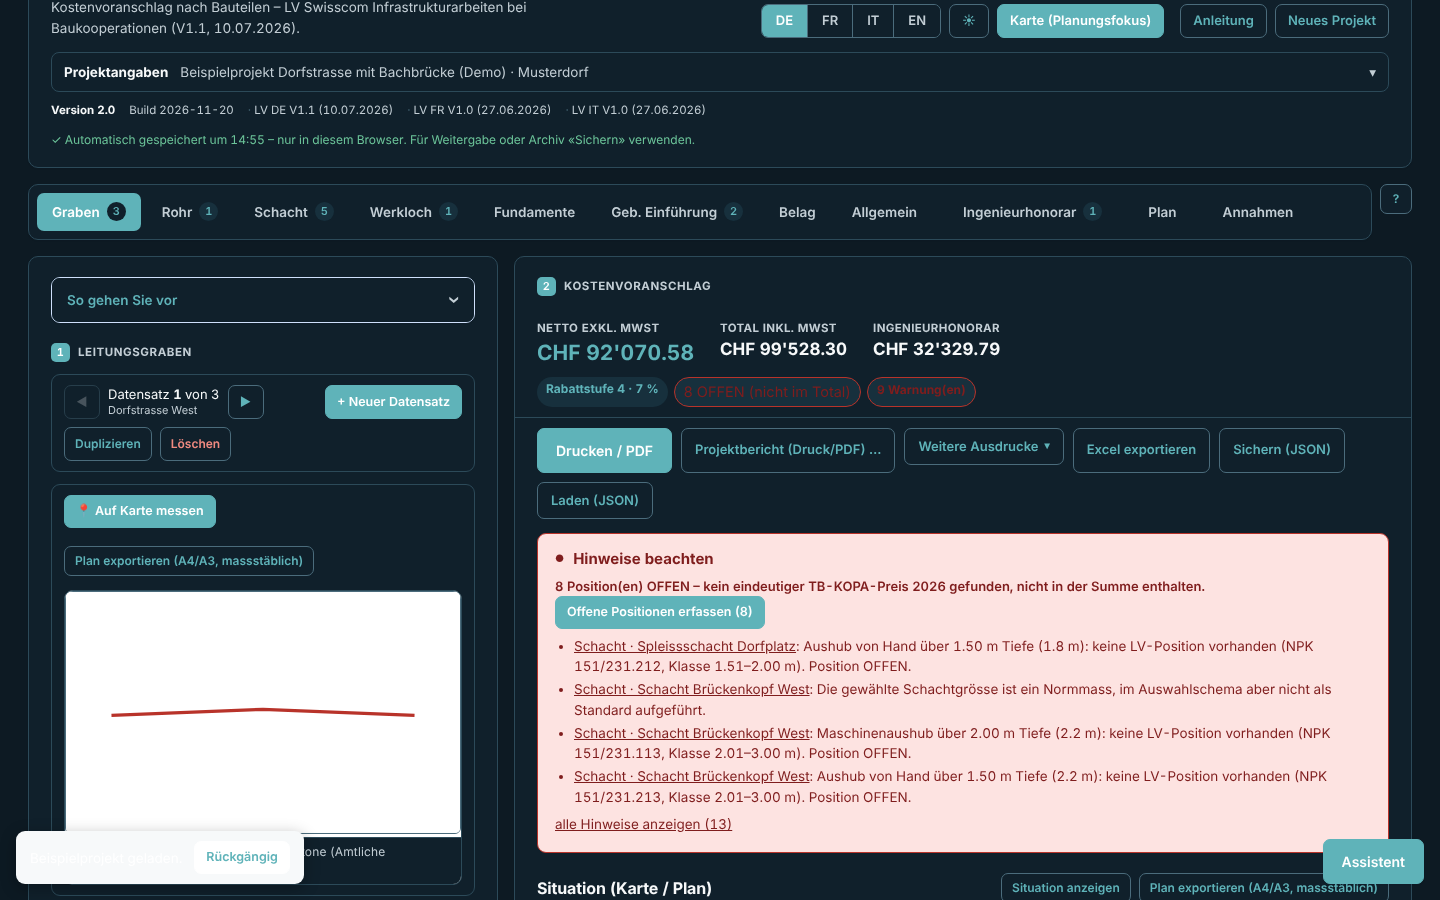 Kostenvoranschlag nach Bauteilen – LV Swisscom Infrastrukturarbeiten bei
Baukooperationen (V1.1, 10.07.2026).
DE FR IT EN ☀ Karte (Planungsfokus) Anleitung Neues Projekt
Projektangaben Beispielprojekt Dorfstrasse mit Bachbrücke (Demo) · Musterdorf ▾
Version 2.0 Build 2026-11-20 · LV DE V1.1 (10.07.2026) · LV FR V1.0 (27.06.2026) · LV IT V1.0 (27.06.2026)
✓ Automatisch gespeichert um 14:55 – nur in diesem Browser. Für Weitergabe oder Archiv «Sichern» verwenden.
Graben 3 Rohr 1 Schacht 5 Werkloch 1 Fundamente Geb. Einführung 2 Belag Allgemein Ingenieurhonorar 1 Plan Annahmen ?
So gehen Sie vor
1 LEITUNGSGRABEN
◀ Datensatz 1 von 3 ▶ + Neuer Datensatz
Dorfstrasse West
Duplizieren Löschen
📍 Auf Karte messen
Plan exportieren (A4/A3, massstäblich)
one (Amtliche
Beispielprojekt geladen. Rückgängig
2 KOSTENVORANSCHLAG
NETTO EXKL. MWST TOTAL INKL. MWST INGENIEURHONORAR
CHF 92'070.58 CHF 99'528.30 CHF 32'329.79
Rabattstufe 4 · 7 % 8 OFFEN (nicht im Total) 9 Warnung(en)
Drucken / PDF Projektbericht (Druck/PDF) … Weitere Ausdrucke ▾ Excel exportieren Sichern (JSON)
Laden (JSON)
● Hinweise beachten
8 Position(en) OFFEN – kein eindeutiger TB-KOPA-Preis 2026 gefunden, nicht in der Summe enthalten.
Offene Positionen erfassen (8)
• Schacht · Spleissschacht Dorfplatz: Aushub von Hand über 1.50 m Tiefe (1.8 m): keine LV-Position vorhanden (NPK
151/231.212, Klasse 1.51–2.00 m). Position OFFEN.
• Schacht · Schacht Brückenkopf West: Die gewählte Schachtgrösse ist ein Normmass, im Auswahlschema aber nicht als
Standard aufgeführt.
• Schacht · Schacht Brückenkopf West: Maschinenaushub über 2.00 m Tiefe (2.2 m): keine LV-Position vorhanden (NPK
151/231.113, Klasse 2.01–3.00 m). Position OFFEN.
• Schacht · Schacht Brückenkopf West: Aushub von Hand über 1.50 m Tiefe (2.2 m): keine LV-Position vorhanden (NPK
151/231.213, Klasse 2.01–3.00 m). Position OFFEN.
alle Hinweise anzeigen (13)
Assistent
Situation (Karte / Plan) Situation anzeigen Plan exportieren (A4/A3, massstäblich)